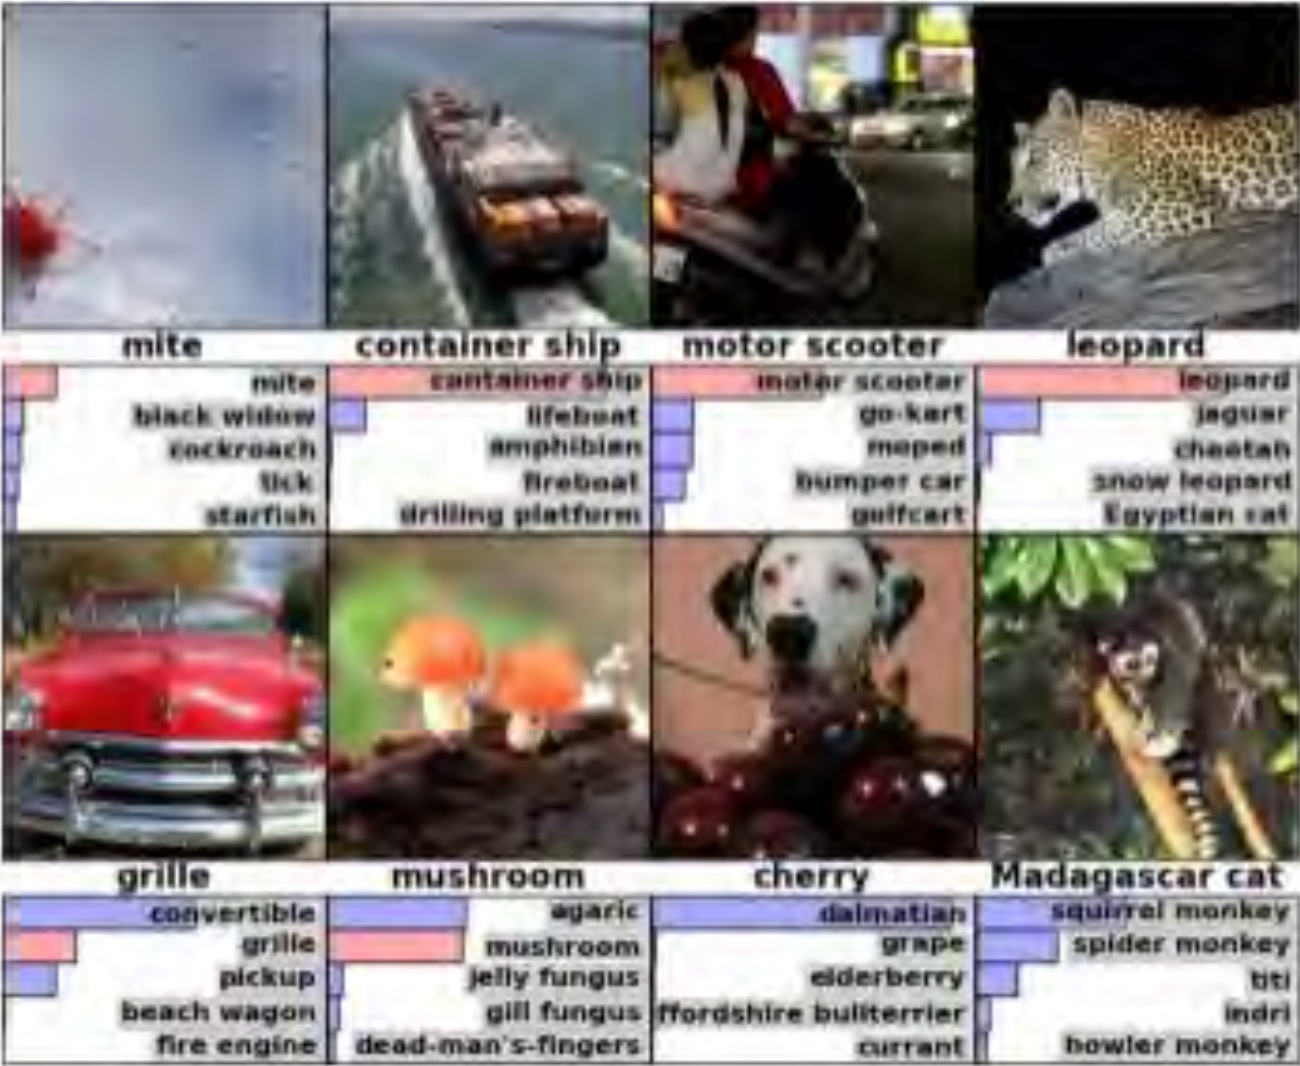 mite
container ship
motor scooter
leopard
mite
black widow
cockroach
tick
starfish
container ship
lifeboat
amphibian
fireboat
drilling platform
motor scooter
go-kart
moped
bumper car
golfcart
leopard
jaguar
cheetah
snow leopard
Egyptian cat
grille
mushroom
cherry
Madagascar cat
convertible
grille
pickup
beach wagon
fire engine
agaric
mushroom
jelly fungus
gill fungus
dead-man's-fingers
dalmatian
grape
elderberry
ffordshire bullterrier
currant
squirrel monkey
spider monkey
titi
indri
howler monkey